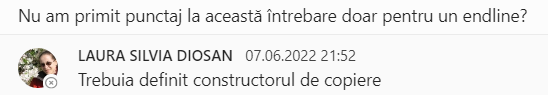 Nu am primit punctaj la această întrebare doar pentru un endline?
LAURA SILVIA DIOSAN 07.06.2022 21:52
Trebuia definit constructorul de copiere